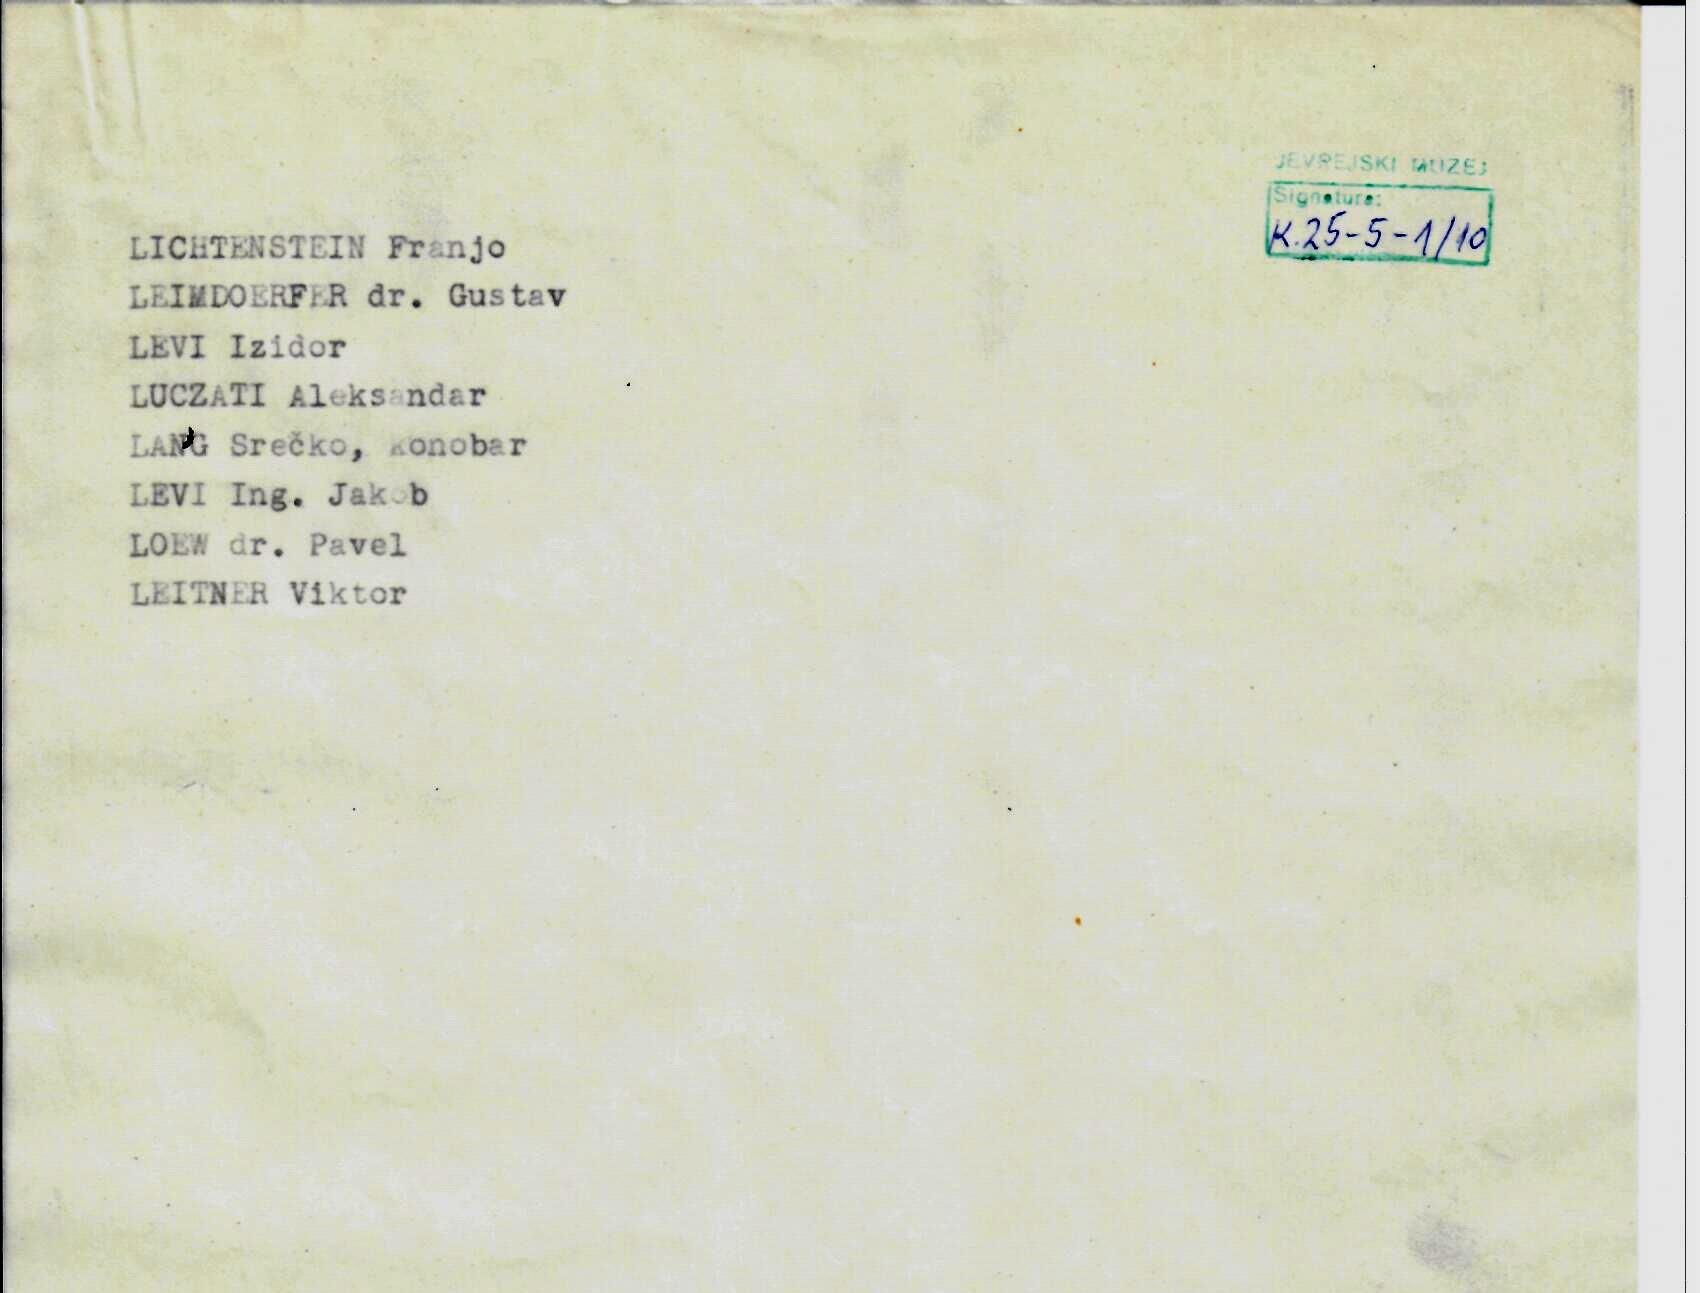 JEVREJSKI MUZEJ
Signatura:
K.25-5-1/10
LICHTENSTEIN Franjo
LEIMDOERFER dr. Gustav
LEVI Izidor
LUCZATI Aleksandar
LANG Srečko, konobar
LEVI Ing. Jakob
LOEW dr. Pavel
LEITNER Viktor